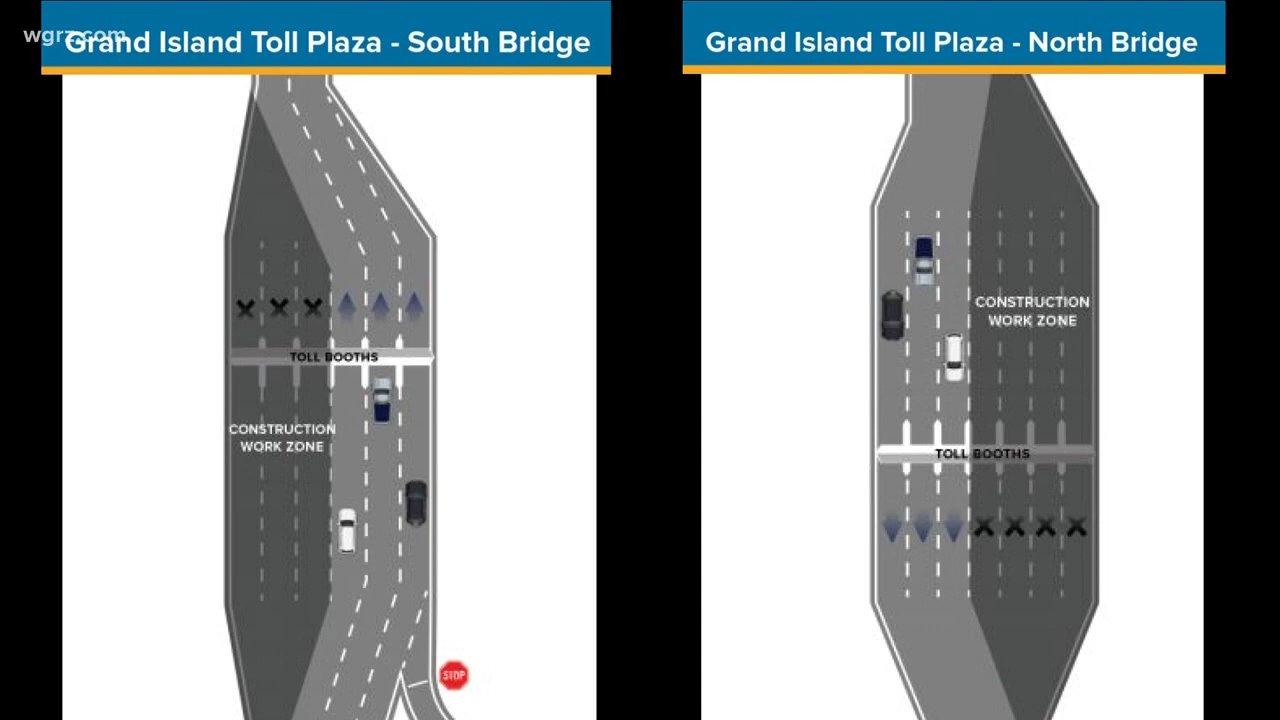 wgrz.com
Grand Island Toll Plaza - South Bridge
TOLL BOOTHS
CONSTRUCTION
WORK ZONE
STOP
Grand Island Toll Plaza - North Bridge
CONSTRUCTION
WORK ZONE
TOLL BOOTHS